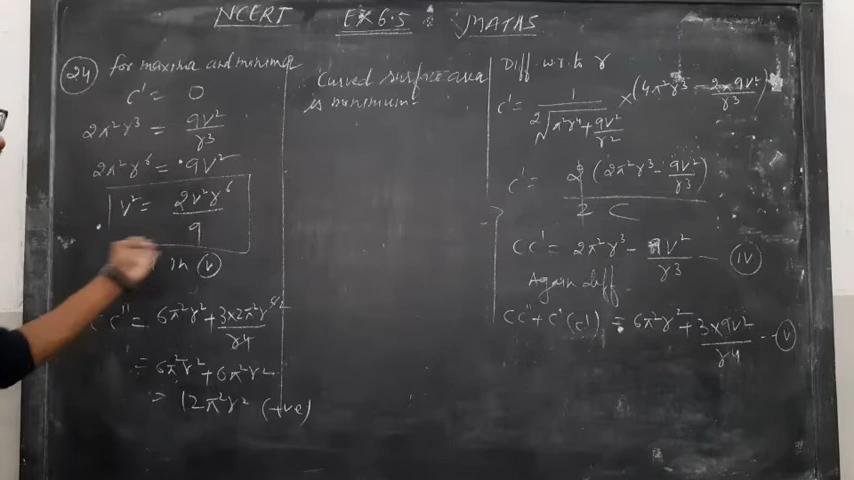 NCERT EX 6.5 MATHS
(24) for maxima and minima
C' = 0
2π²r³ = 9V²/r³
2π²r⁶ = 9V²
V² = 2V²r⁶/9
in (V)
CC'' = 6π²r² + 3×2π²r⁶/r⁴
= 6π²r² + 6π²r²
= 12π²r² (+ve)
Curved surface area
is minimum.
Diff w.r.to r
C' = 1/2√(π²r⁴ + 9V²/r²) × (4π²r³ - 2×9V²/r³)
C' = 2(2π²r³ - 9V²/r³)/2C
CC' = 2π²r³ - 9V²/r³ — (IV)
Again diff.
CC'' + C'(C') = 6π²r² + 3×9V²/r⁴ -- (V)